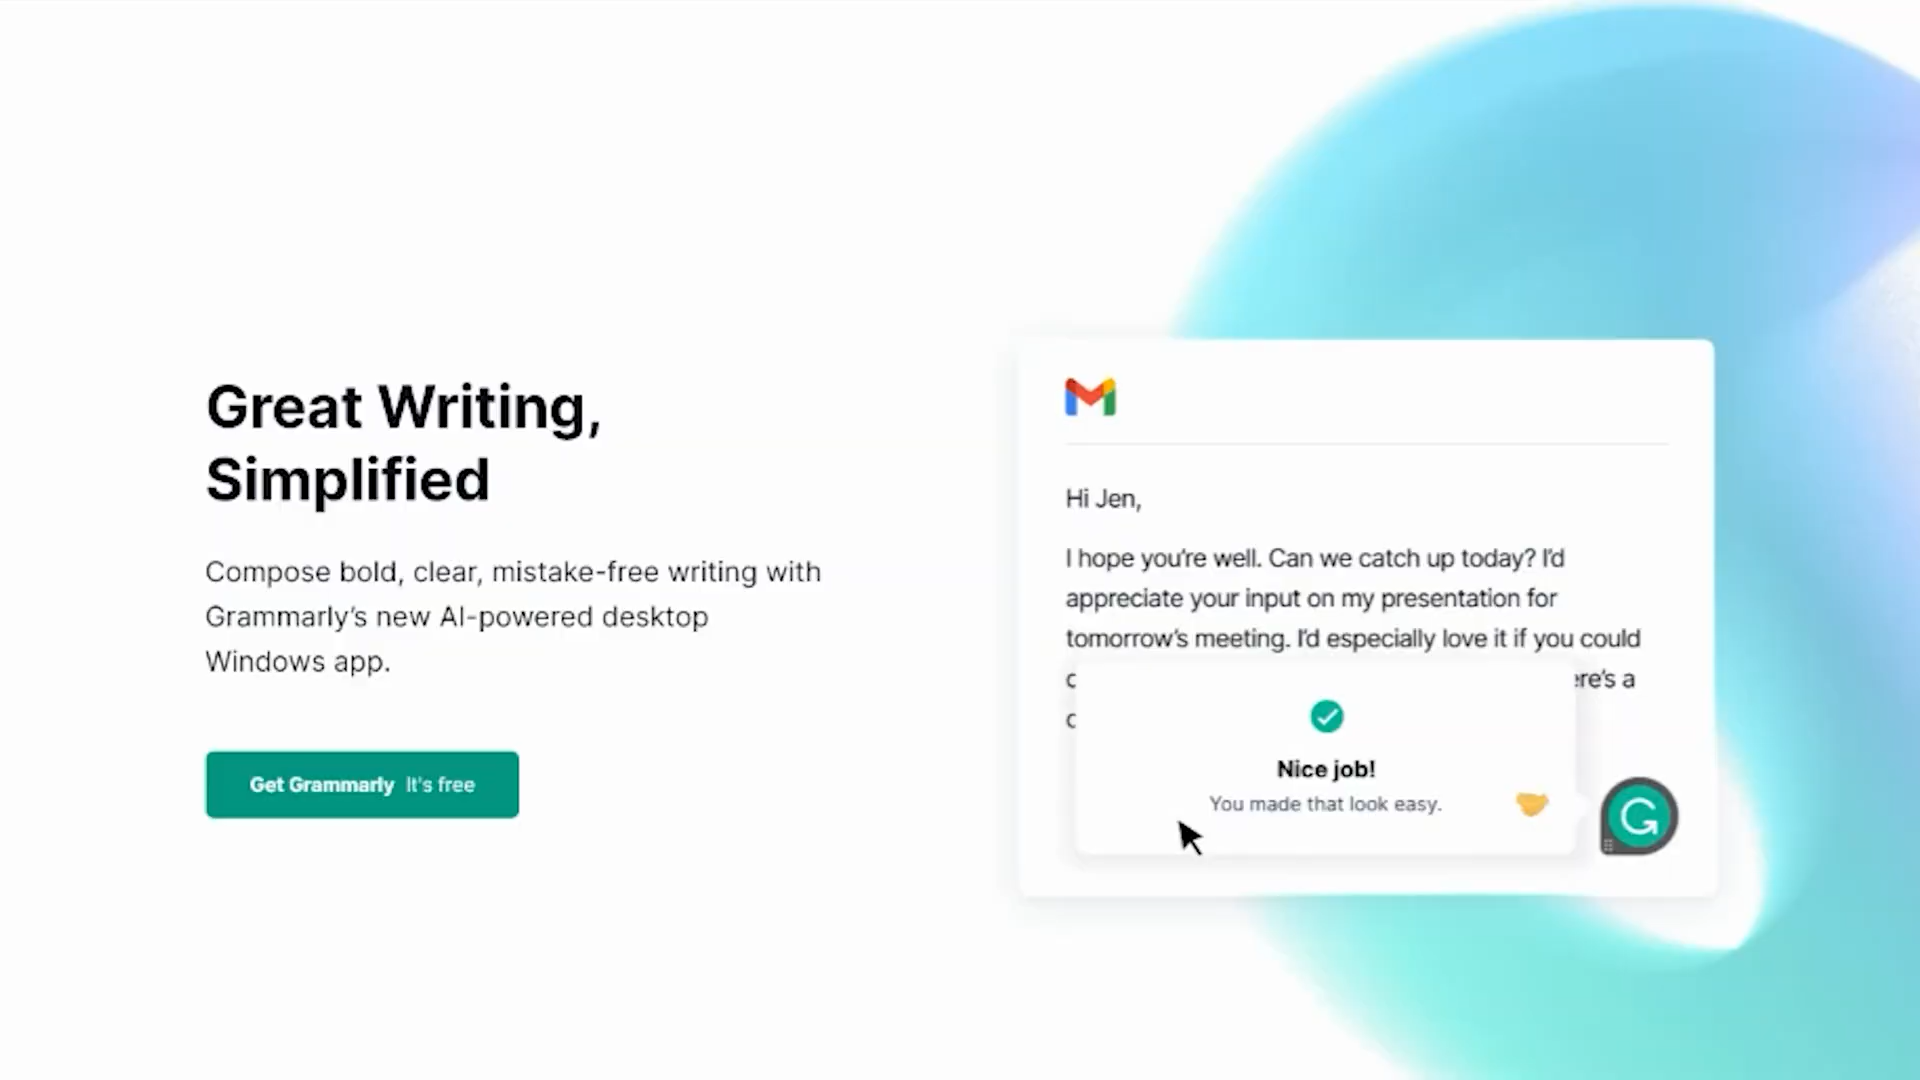 Great Writing,
Simplified
Compose bold, clear, mistake-free writing with
Grammarly’s new AI-powered desktop
Windows app.
Get Grammarly It's free
Hi Jen,
I hope you’re well. Can we catch up today? I’d
appreciate your input on my presentation for
tomorrow’s meeting. I’d especially love it if you could
a
Nice job!
You made that look easy.